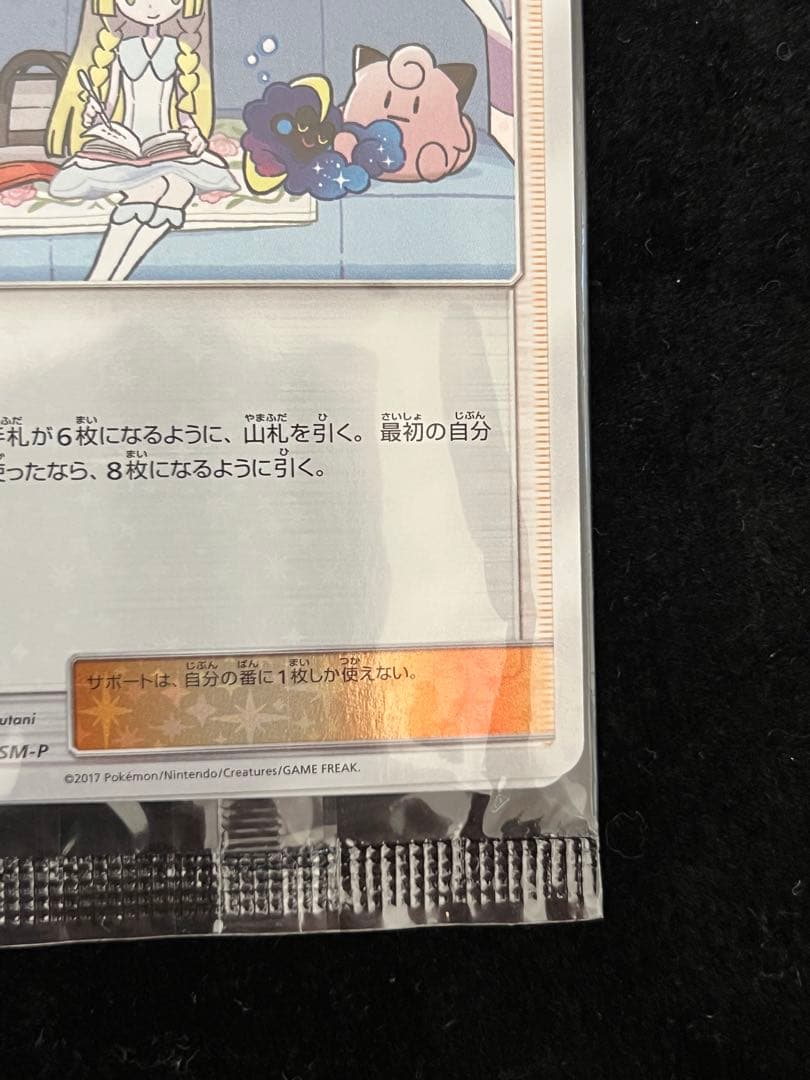 札が6枚になるように、山札を引く。最初の自分
ったなら、8枚になるように引く。
サポートは、自分の番に1枚しか使えない。
utani
SM-P
©2017 Pokémon/Nintendo/Creatures/GAME FREAK.